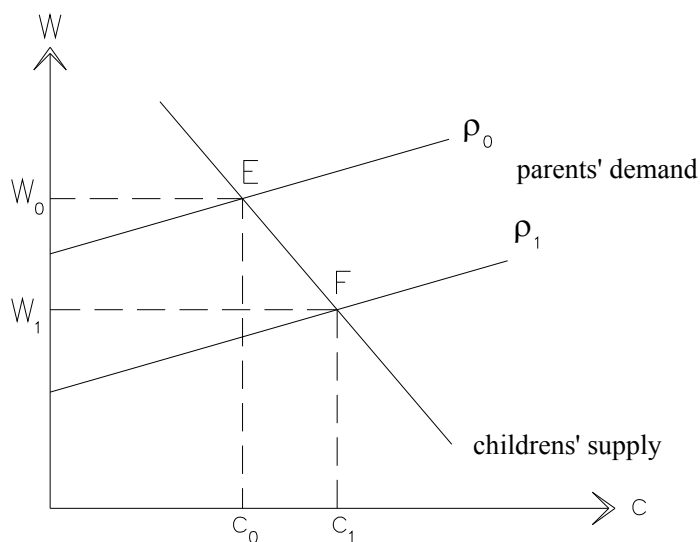 W
ρ₀
E
parents' demand
W₀
ρ₁
F
W₁
childrens' supply
C₀
C₁
C